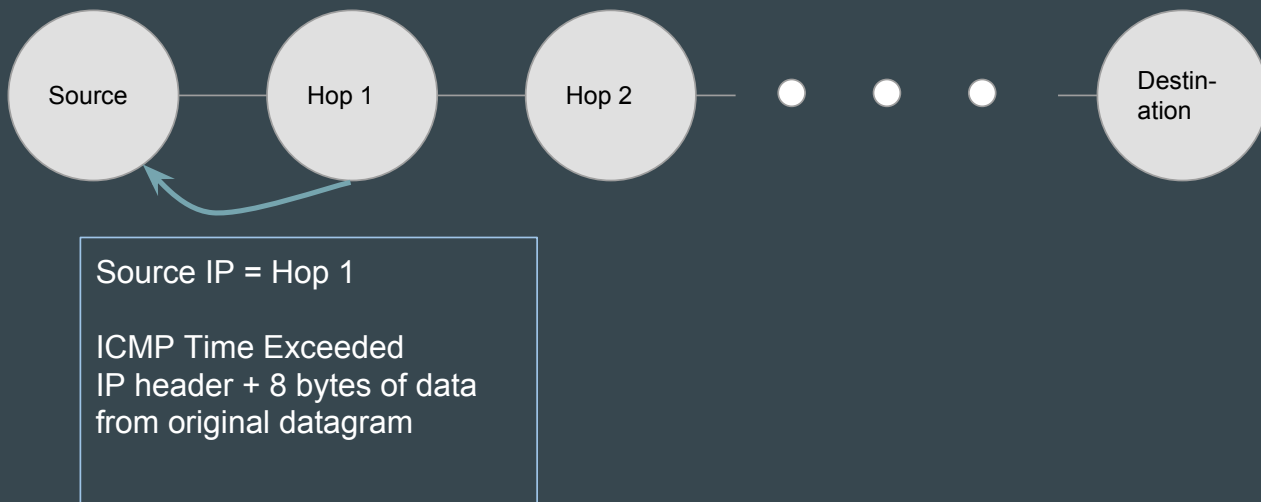 Source
Hop 1
Hop 2
Destin-
ation
Source IP = Hop 1
ICMP Time Exceeded
IP header + 8 bytes of data
from original datagram